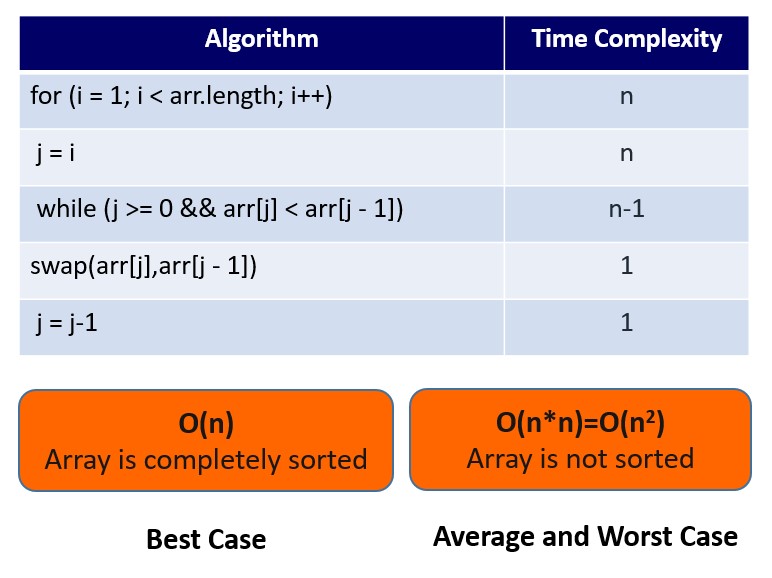 Algorithm Time Complexity
for (i = 1; i < arr.length; i++) n
j = i n
while (j >= 0 && arr[j] < arr[j - 1]) n-1
swap(arr[j],arr[j - 1]) 1
j = j-1 1
O(n)
Array is completely sorted
O(n*n)=O(n²)
Array is not sorted
Best Case
Average and Worst Case